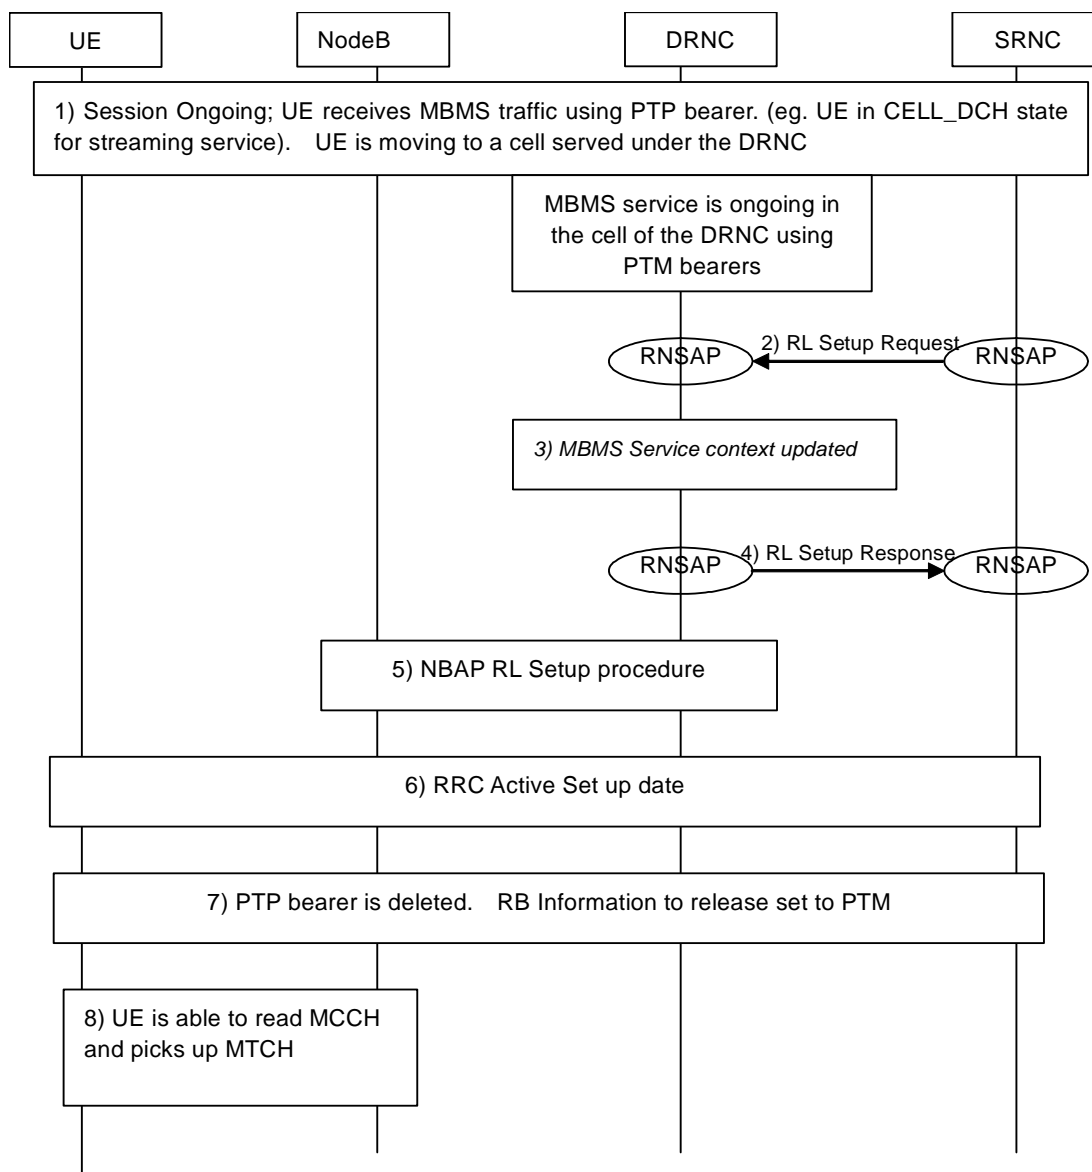 UE
NodeB
DRNC
SRNC
1) Session Ongoing; UE receives MBMS traffic using PTP bearer. (eg. UE in CELL_DCH state
for streaming service). UE is moving to a cell served under the DRNC
MBMS service is ongoing in
the cell of the DRNC using
PTM bearers
RNSAP
2) RL Setup Request
RNSAP
3) MBMS Service context updated
RNSAP
4) RL Setup Response
RNSAP
5) NBAP RL Setup procedure
6) RRC Active Set up date
7) PTP bearer is deleted. RB Information to release set to PTM
8) UE is able to read MCCH
and picks up MTCH